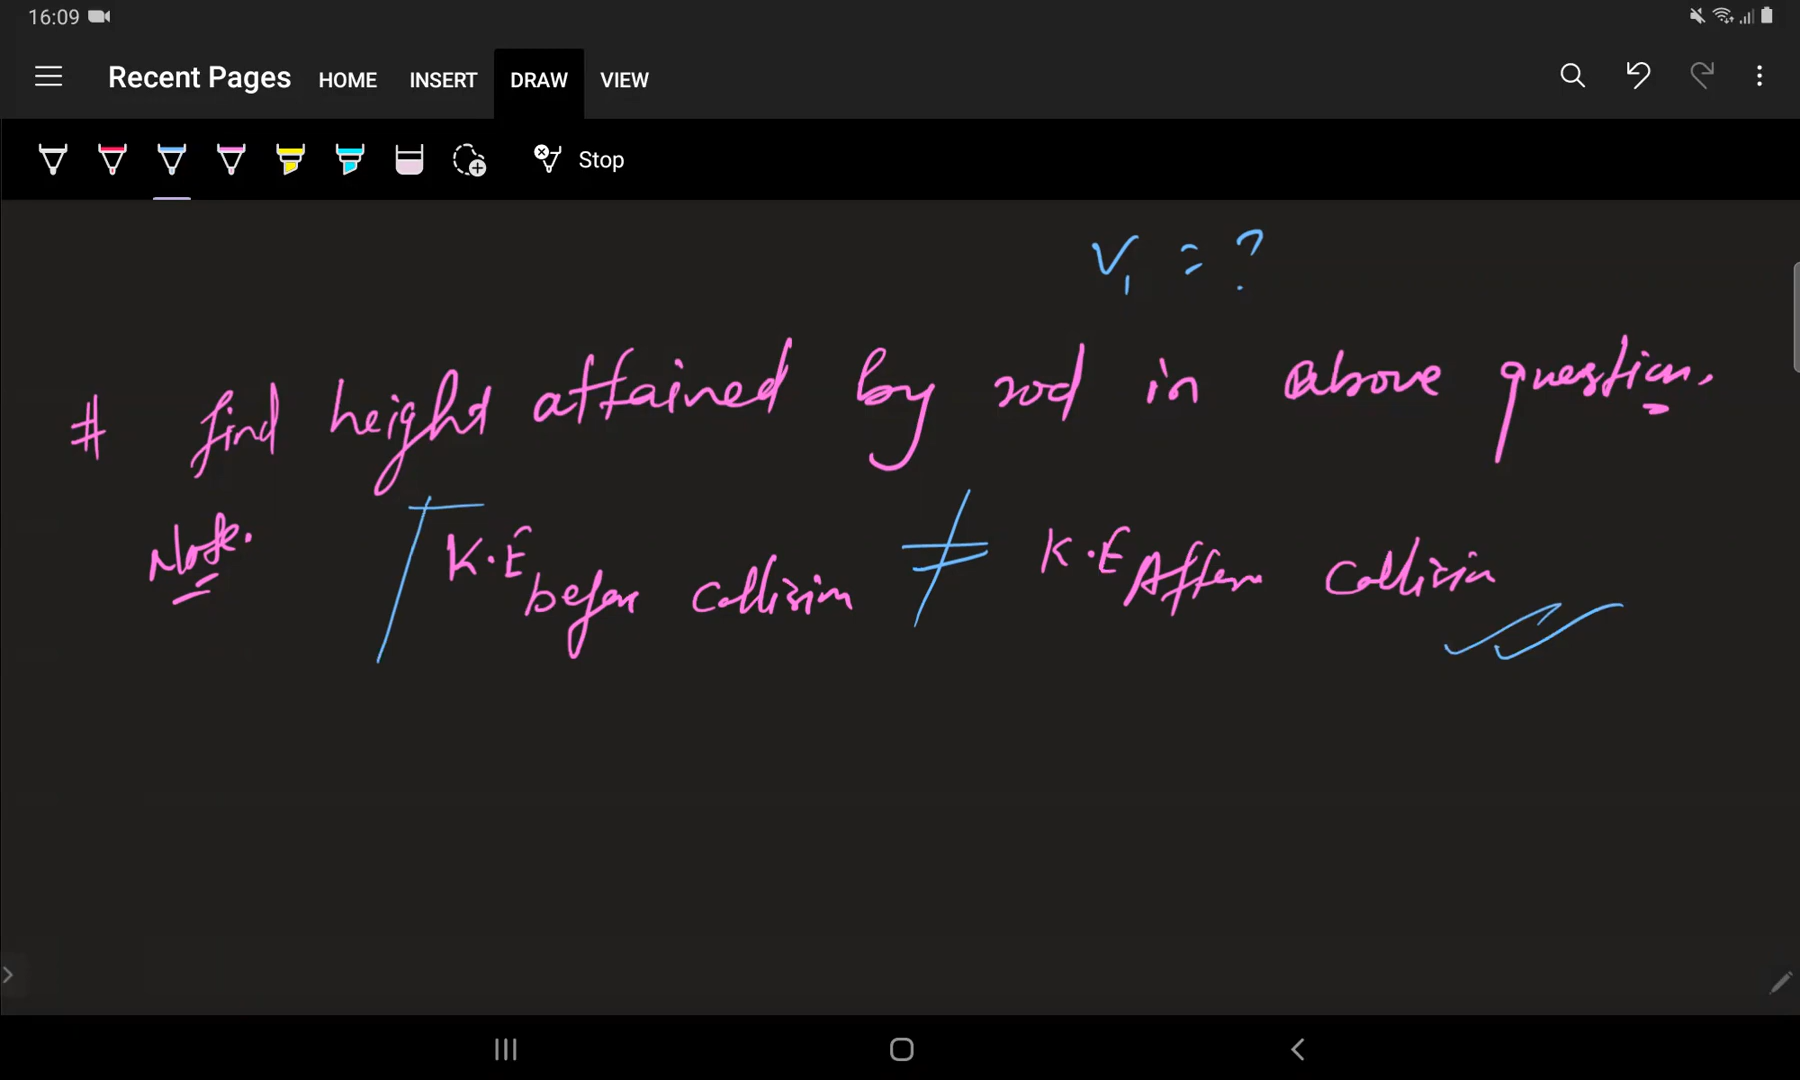 16:09
Recent Pages HOME INSERT DRAW VIEW
Stop
V₁ = ?
# find height attained by rod in above question.
Note. K.E before collision ≠ K.E After collision